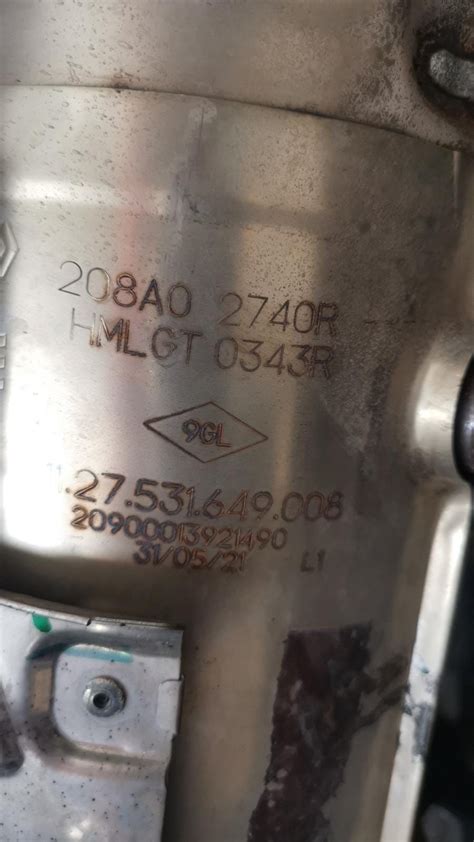 208A0 2740R ---
HMLGT 0343R
9GL
.27.531.649.008
20900013921490
31/05/21 L1